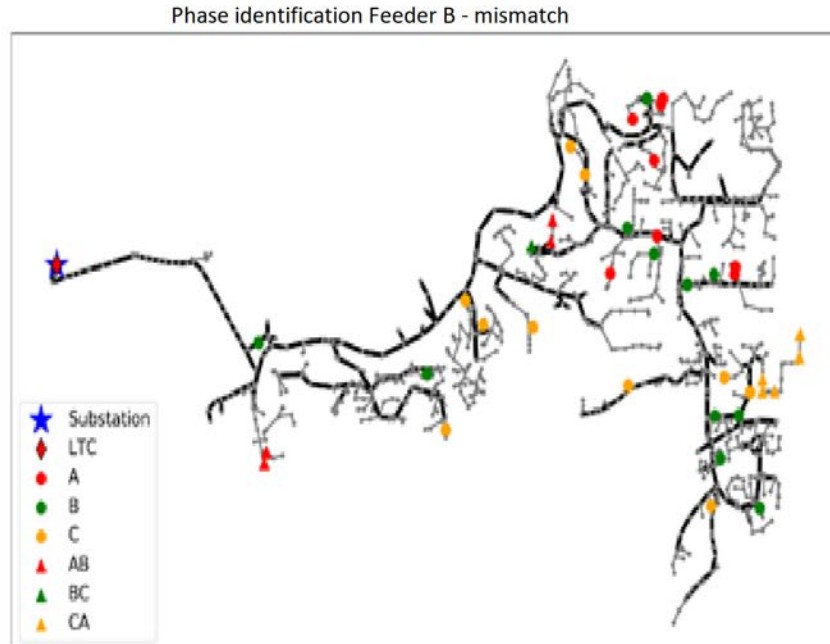 Phase identification Feeder B - mismatch
Substation
LTC
A
B
C
AB
BC
CA